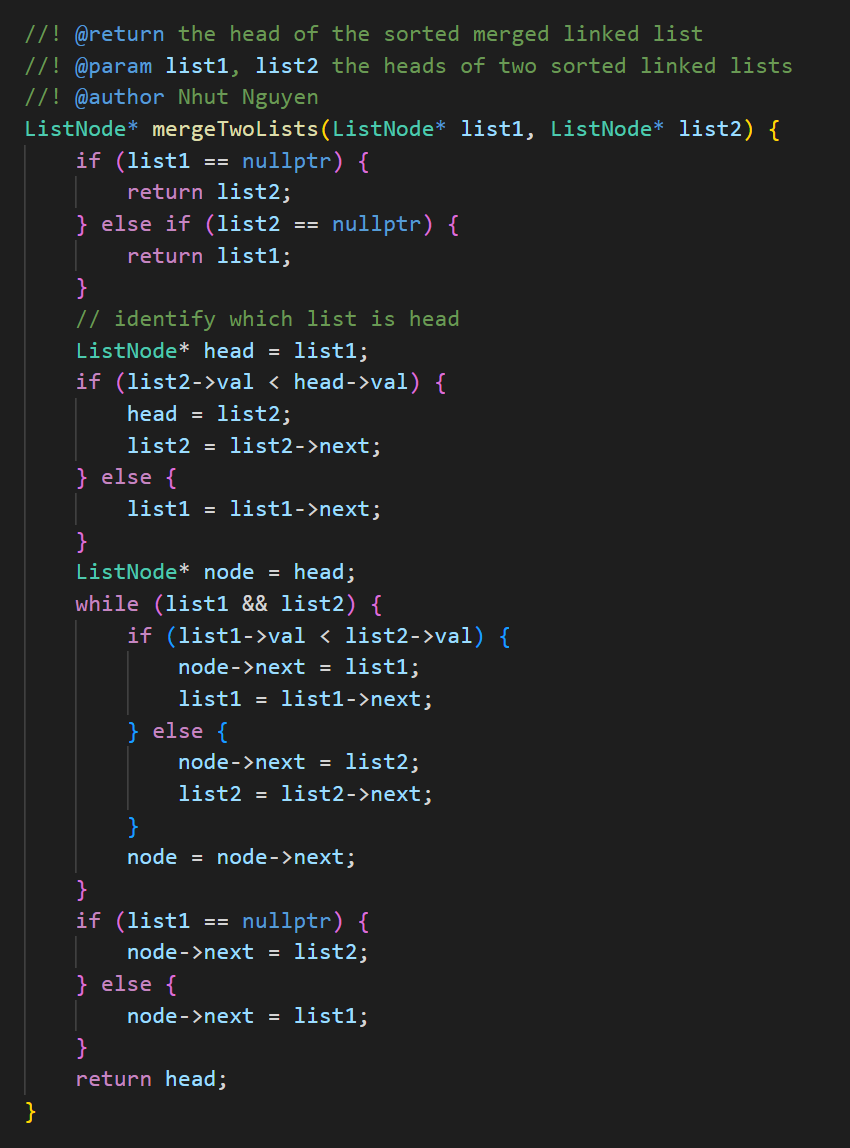 //! @return the head of the sorted merged linked list
//! @param list1, list2 the heads of two sorted linked lists
//! @author Nhut Nguyen
ListNode* mergeTwoLists(ListNode* list1, ListNode* list2) {
    if (list1 == nullptr) {
        return list2;
    } else if (list2 == nullptr) {
        return list1;
    }
    // identify which list is head
    ListNode* head = list1;
    if (list2->val < head->val) {
        head = list2;
        list2 = list2->next;
    } else {
        list1 = list1->next;
    }
    ListNode* node = head;
    while (list1 && list2) {
        if (list1->val < list2->val) {
            node->next = list1;
            list1 = list1->next;
        } else {
            node->next = list2;
            list2 = list2->next;
        }
        node = node->next;
    }
    if (list1 == nullptr) {
        node->next = list2;
    } else {
        node->next = list1;
    }
    return head;
}